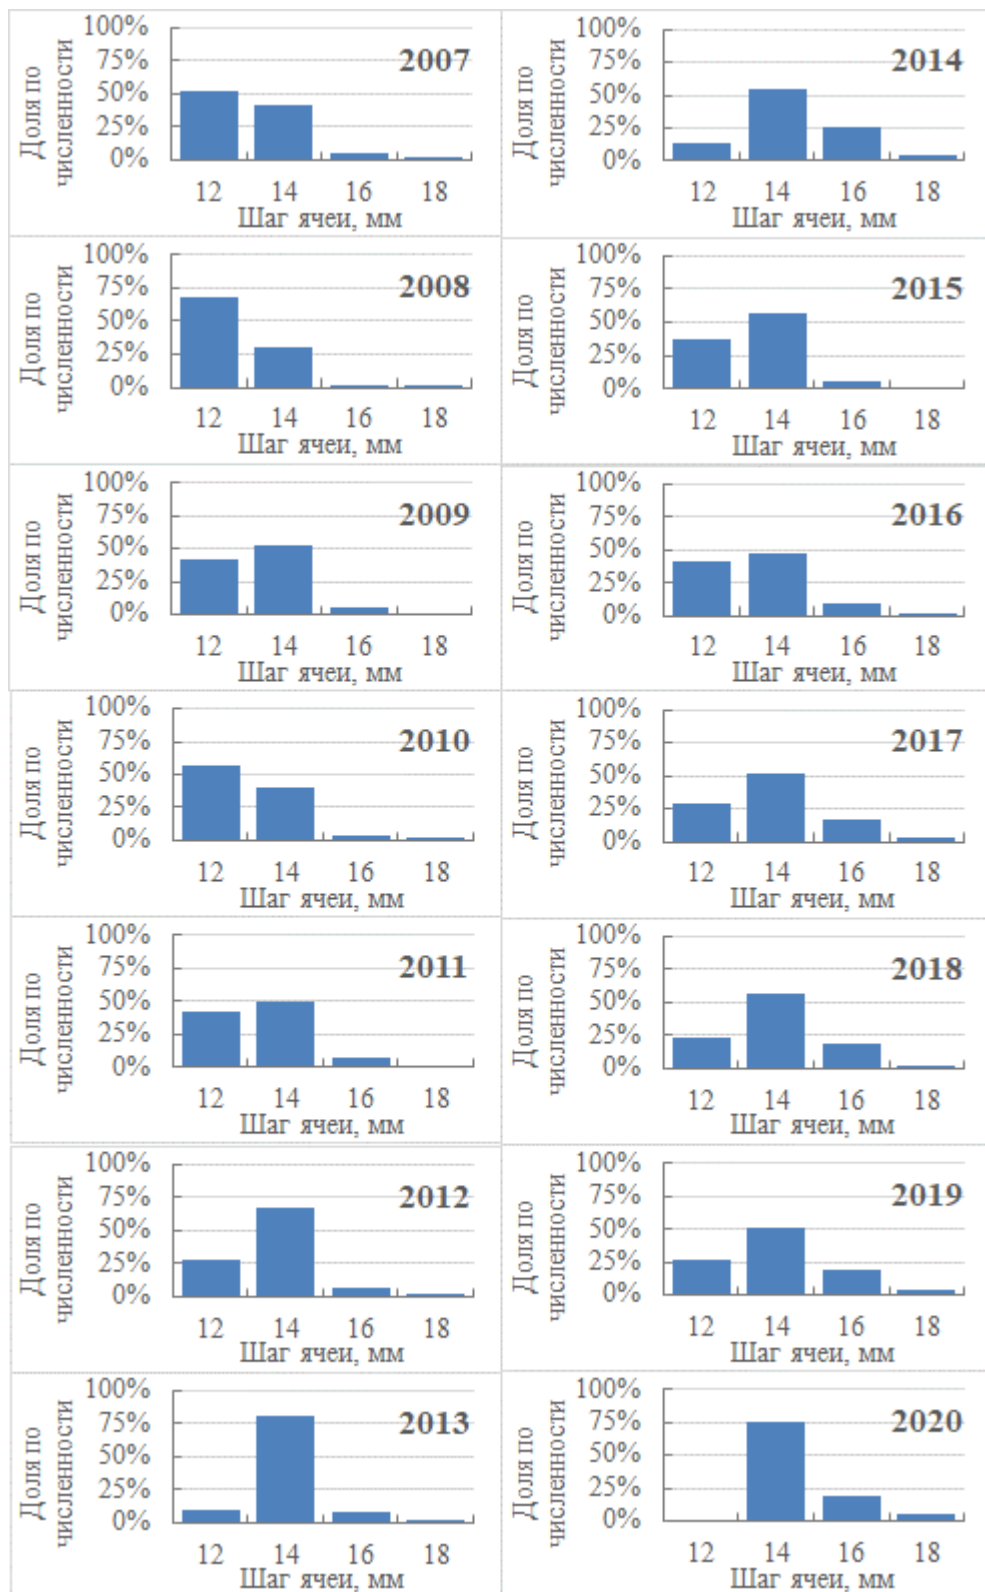 100%
75%
50%
25%
0%
Доля по
численности
2007
12 14 16 18
Шаг ячеи, мм
100%
75%
50%
25%
0%
Доля по
численности
2014
12 14 16 18
Шаг ячеи, мм
100%
75%
50%
25%
0%
Доля по
численности
2008
12 14 16 18
Шаг ячеи, мм
100%
75%
50%
25%
0%
Доля по
численности
2015
12 14 16 18
Шаг ячеи, мм
100%
75%
50%
25%
0%
Доля по
численности
2009
12 14 16 18
Шаг ячеи, мм
100%
75%
50%
25%
0%
Доля по
численности
2016
12 14 16 18
Шаг ячеи, мм
100%
75%
50%
25%
0%
Доля по
численности
2010
12 14 16 18
Шаг ячеи, мм
100%
75%
50%
25%
0%
Доля по
численности
2017
12 14 16 18
Шаг ячеи, мм
100%
75%
50%
25%
0%
Доля по
численности
2011
12 14 16 18
Шаг ячеи, мм
100%
75%
50%
25%
0%
Доля по
численности
2018
12 14 16 18
Шаг ячеи, мм
100%
75%
50%
25%
0%
Доля по
численности
2012
12 14 16 18
Шаг ячеи, мм
100%
75%
50%
25%
0%
Доля по
численности
2019
12 14 16 18
Шаг ячеи, мм
100%
75%
50%
25%
0%
Доля по
численности
2013
12 14 16 18
Шаг ячеи, мм
100%
75%
50%
25%
0%
Доля по
численности
2020
12 14 16 18
Шаг ячеи, мм